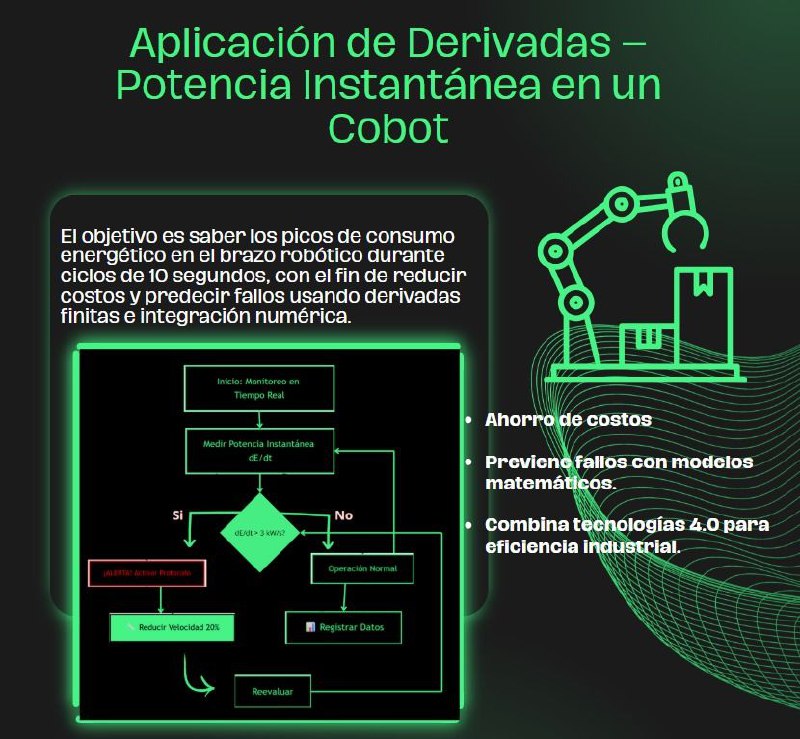 Aplicación de Derivadas –
Potencia Instantánea en un
Cobot
El objetivo es saber los picos de consumo
energético en el brazo robótico durante
ciclos de 10 segundos, con el fin de reducir
costos y predecir fallos usando derivadas
finitas e integración numérica.
Inicio: Monitoreo en
Tiempo Real
Medir Potencia Instantánea
dE/dt
Si
No
dE/dt> 3 kW/s?
¡ALERTA! Activar Protocolo
Operación Normal
Reducir Velocidad 20%
Registrar Datos
Reevaluar
• Ahorro de costos
• Previene fallos con modelos
matemáticos.
• Combina tecnologías 4.0 para
eficiencia industrial.